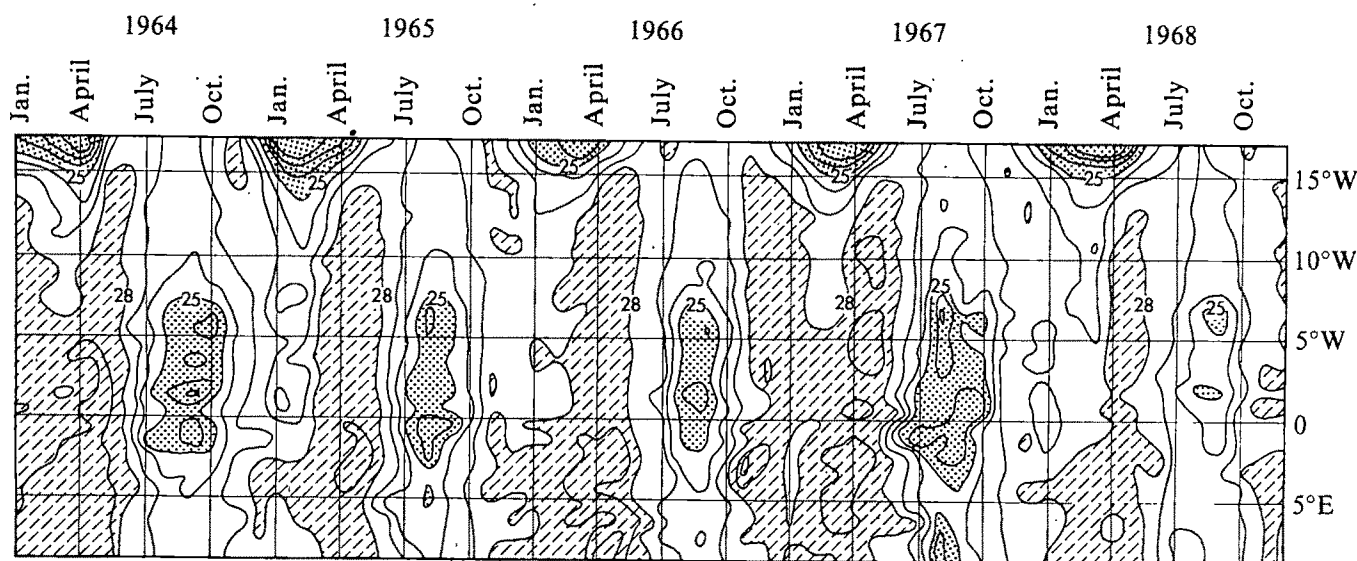 1964 1965 1966 1967 1968
Jan. April July Oct. Jan. April July Oct. Jan. April July Oct. Jan. April July Oct. Jan. April July Oct.
25 25 25 25 25 15°W
10°W
28 25 28 25 28 25 28 25 28 25
5°W
0
5°E